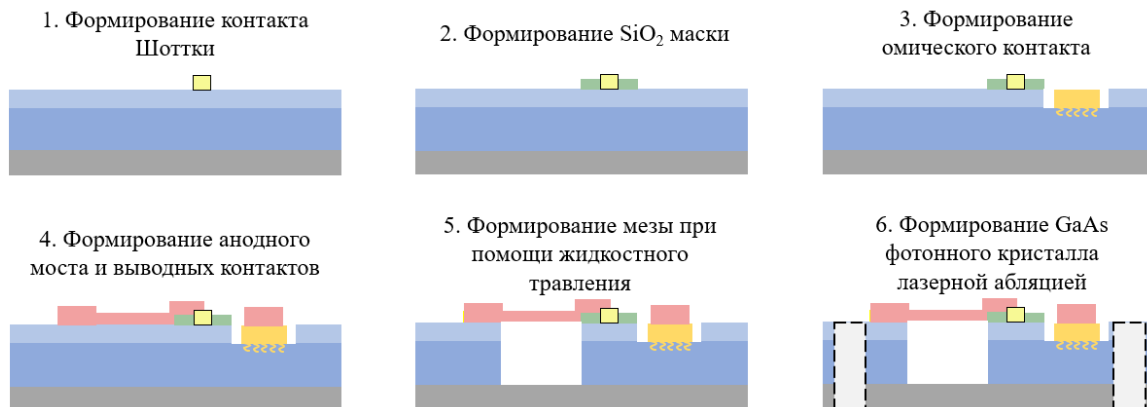 1. Формирование контакта
Шоттки
2. Формирование SiO₂ маски
3. Формирование
омического контакта
4. Формирование анодного
моста и выводных контактов
5. Формирование мезы при
помощи жидкостного
травления
6. Формирование GaAs
фотонного кристалла
лазерной абляцией